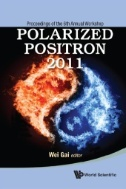 Proceedings of the 6th Annual Workshop
POLARIZED
POSITRON
2011
Wei Gai editor
World Scientific